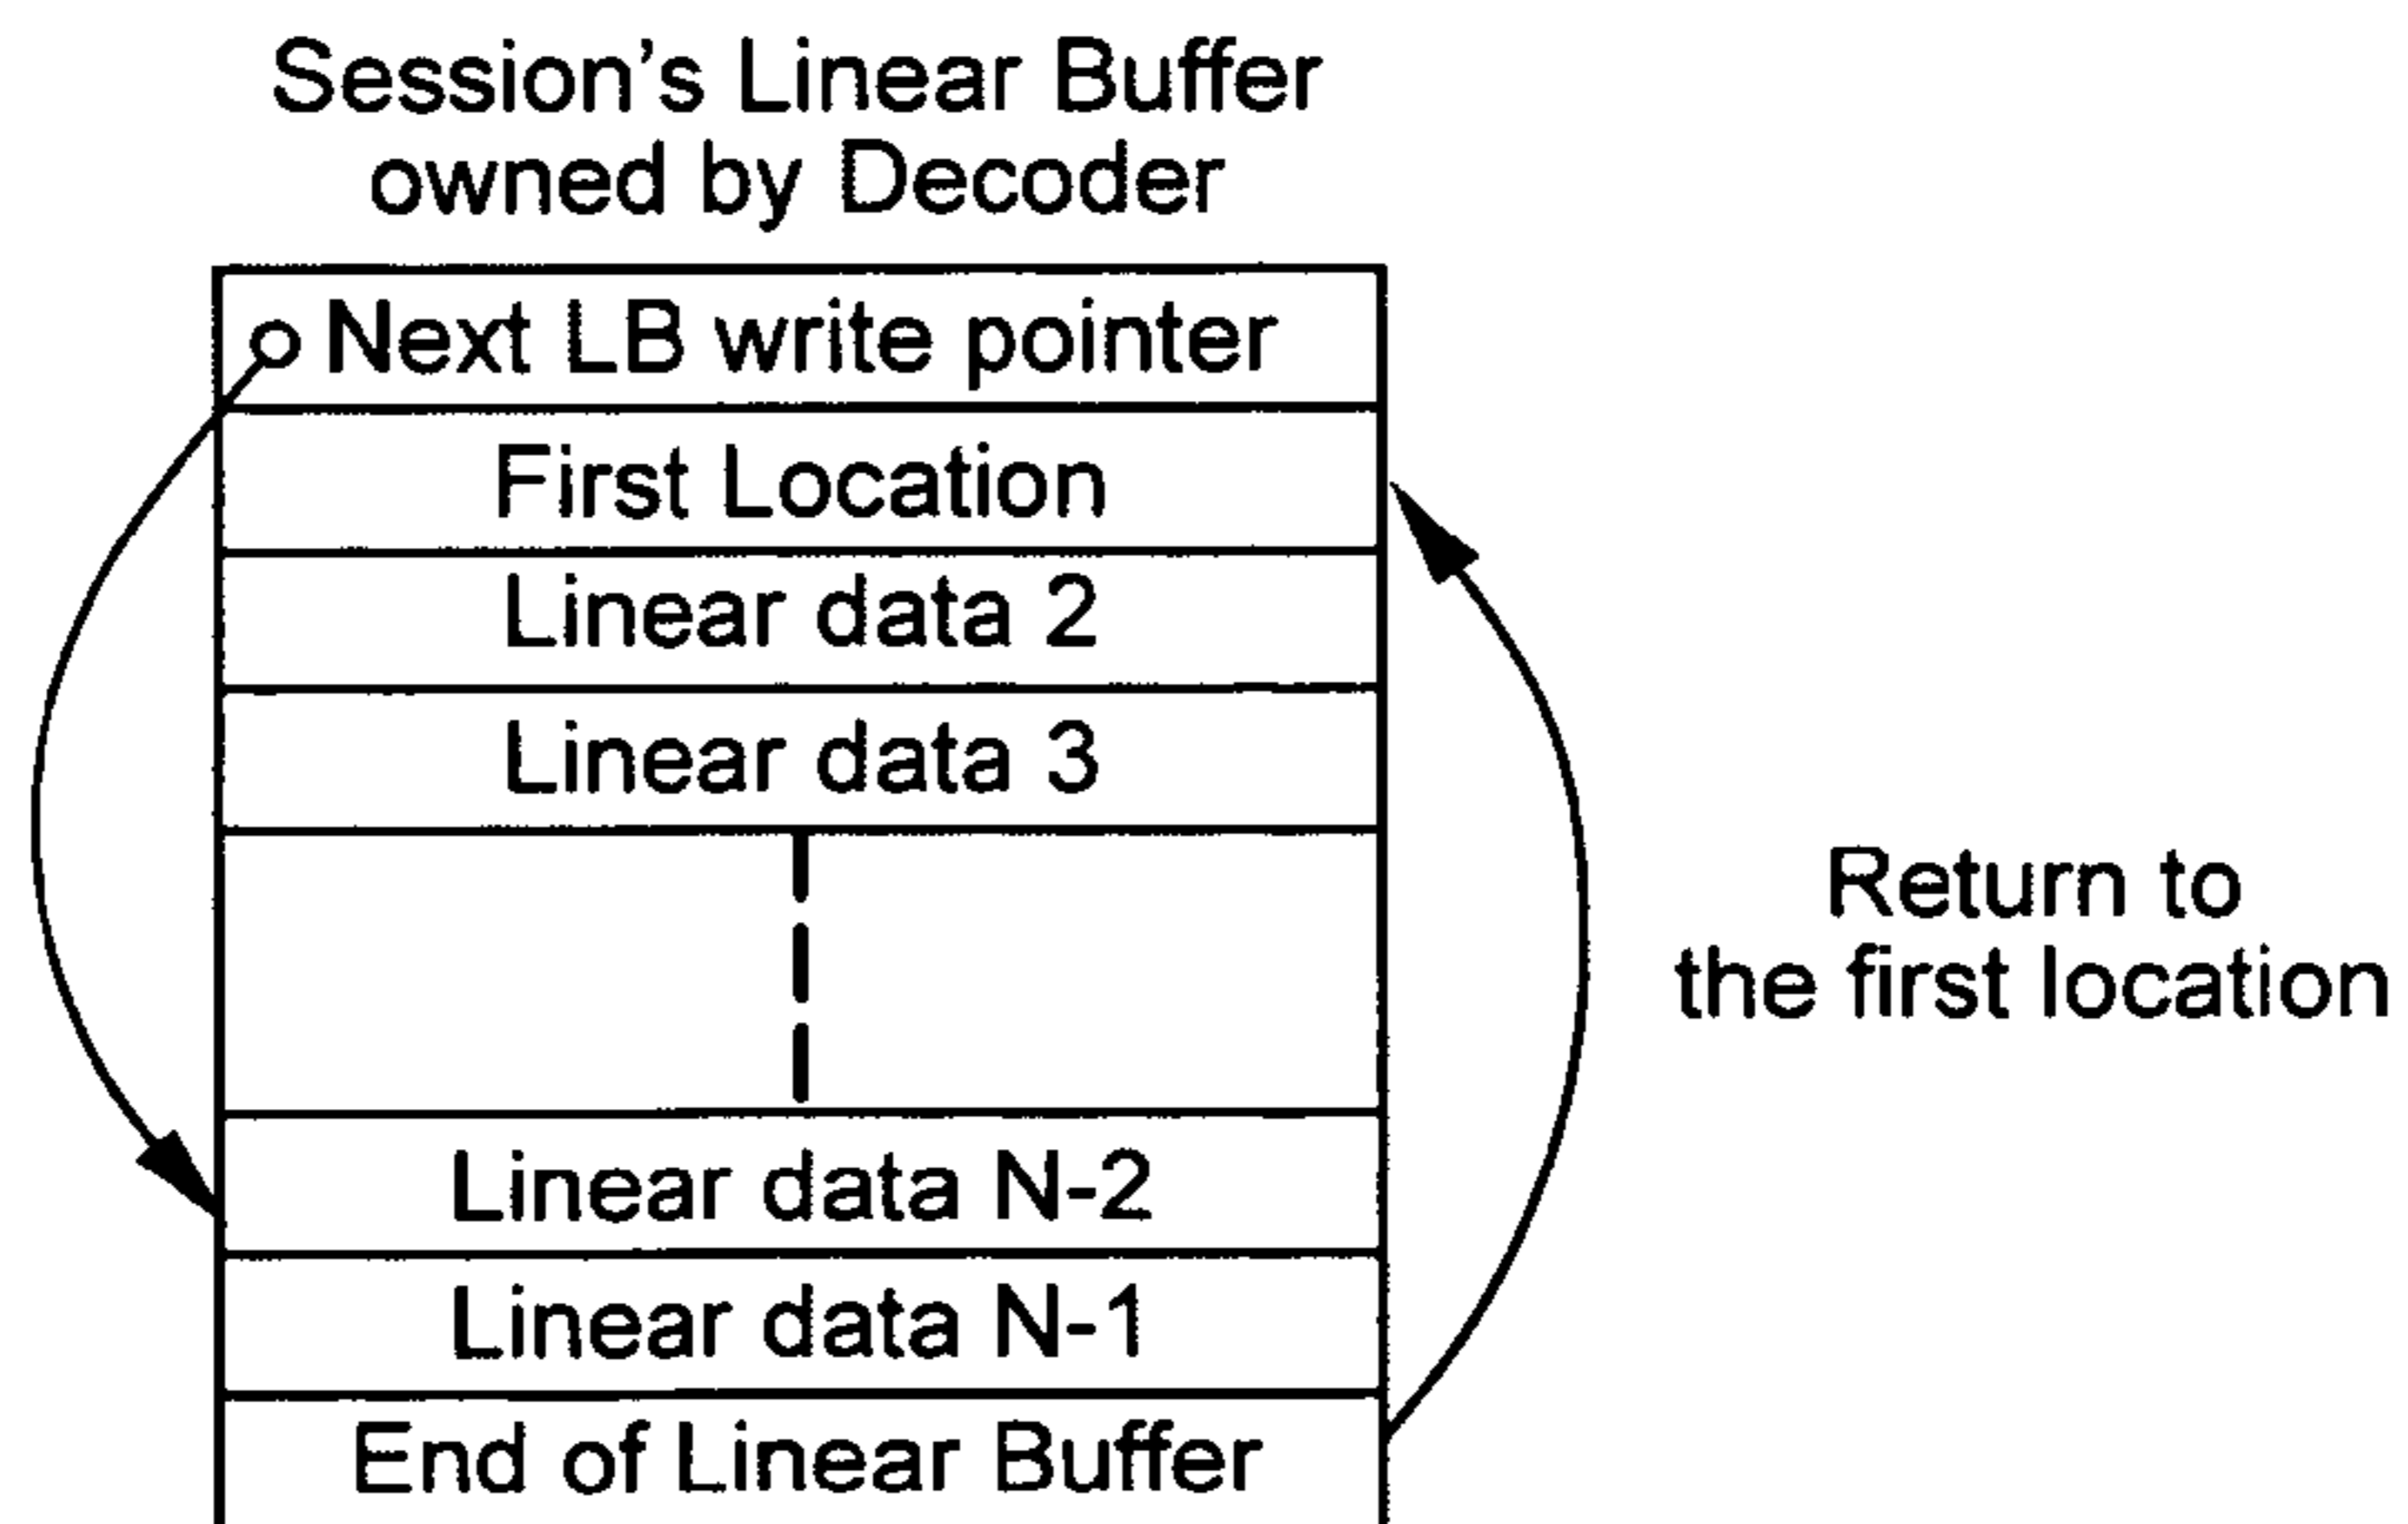 Session's Linear Buffer
owned by Decoder
Next LB write pointer
First Location
Linear data 2
Linear data 3
Return to
the first location
Linear data N-2
Linear data N-1
End of Linear Buffer